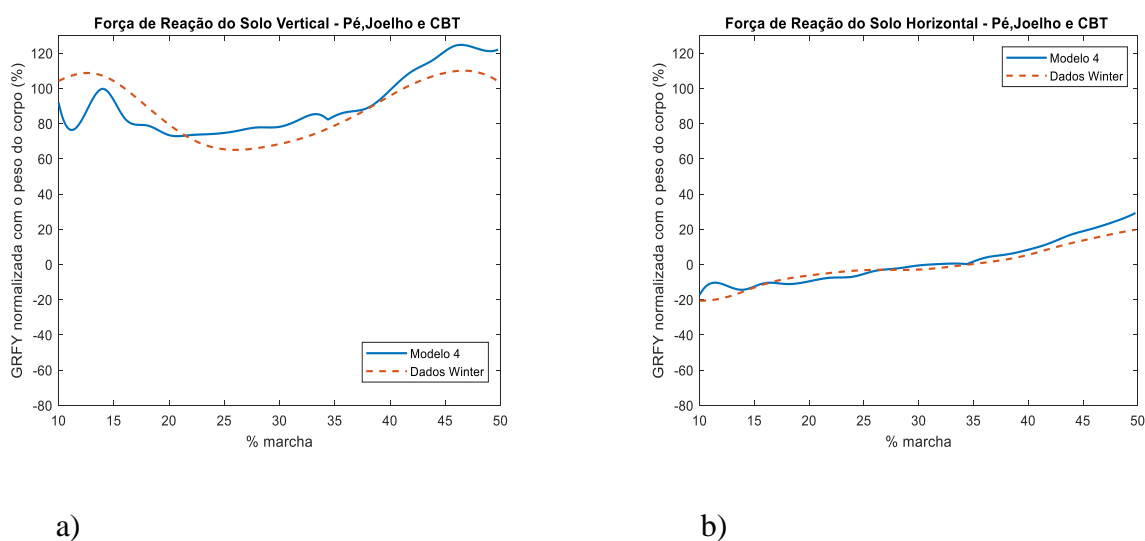 Força de Reação do Solo Vertical - Pé,Joelho e CBT
GRFY normalizada com o peso do corpo (%)
120
100
80
60
40
20
0
-20
-40
-60
-80
10 15 20 25 30 35 40 45 50
% marcha
Modelo 4
Dados Winter
a)
Força de Reação do Solo Horizontal - Pé,Joelho e CBT
GRFY normalizada com o peso do corpo (%)
120
100
80
60
40
20
0
-20
-40
-60
-80
10 15 20 25 30 35 40 45 50
% marcha
Modelo 4
Dados Winter
b)